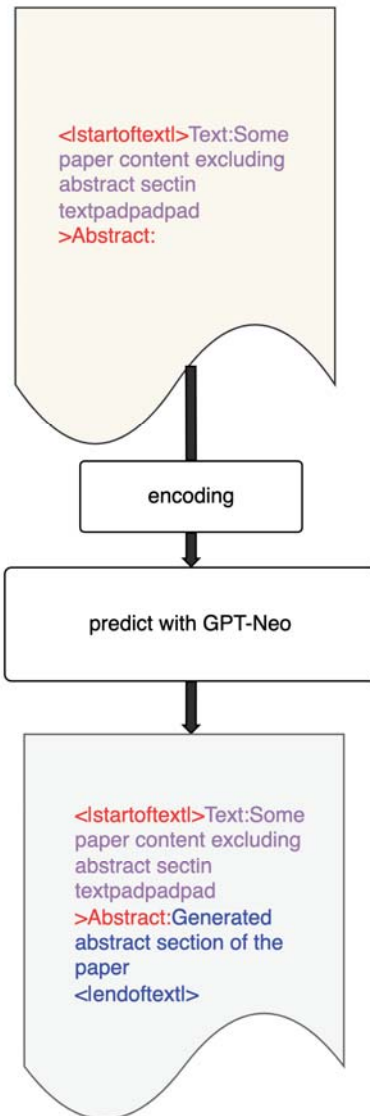 <|startoftext|>Text:Some
paper content excluding
abstract sectin
textpadpadpad
>Abstract:
encoding
predict with GPT-Neo
<|startoftext|>Text:Some
paper content excluding
abstract sectin
textpadpadpad
>Abstract:Generated
abstract section of the
paper
<|endoftext|>